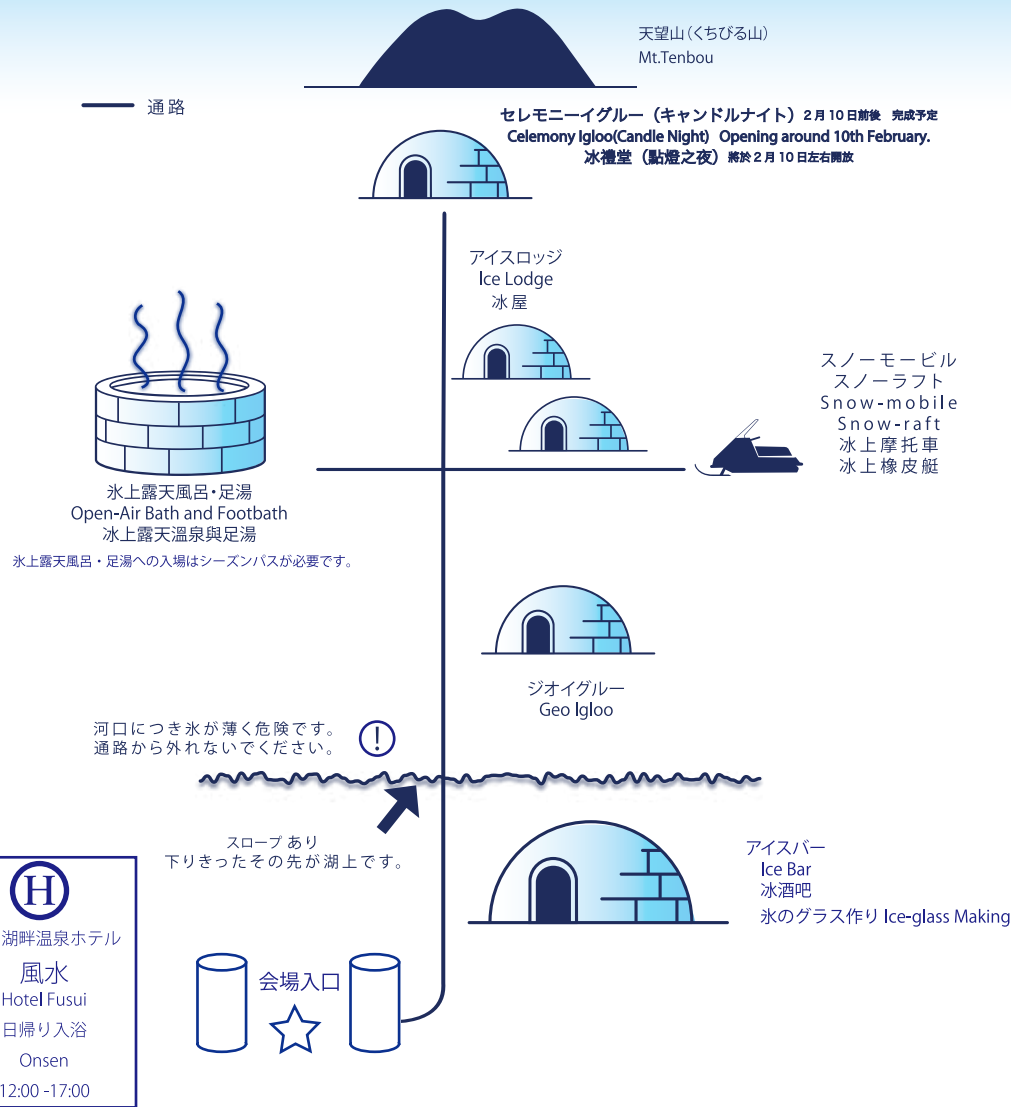 天望山（くちびる山）
Mt.Tenbou
通路
セレモニーイグルー（キャンドルナイト）２月10日前後　完成予定
Celemony Igloo(Candle Night) Opening around 10th February.
冰禮堂（點燈之夜）將於２月10日左右開放
アイスロッジ
Ice Lodge
冰屋
スノーモービル
スノーラフト
Snow-mobile
Snow-raft
冰上摩托車
冰上橡皮艇
氷上露天風呂・足湯
Open-Air Bath and Footbath
冰上露天溫泉與足湯
氷上露天風呂・足湯への入場はシーズンパスが必要です。
ジオイグルー
Geo Igloo
河口につき氷が薄く危険です。
通路から外れないでください。
!
スロープ あり
下りきったその先が湖上です。
アイスバー
Ice Bar
冰酒吧
氷のグラス作り Ice-glass Making
会場入口
H
湖畔温泉ホテル
風水
Hotel Fusui
日帰り入浴
Onsen
12:00 -17:00